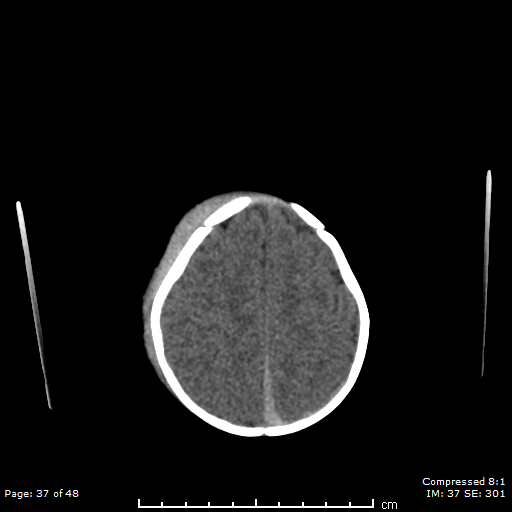 Compressed 8:1
Page: 37 of 48
IM: 37 SE: 301
cm